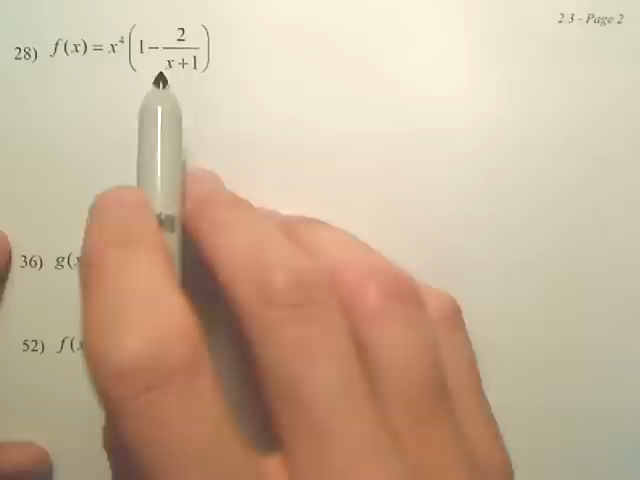 2.3 - Page 2
28) f(x) = x⁴(1 − 2/(x+1))
36) g(x
52) f(x